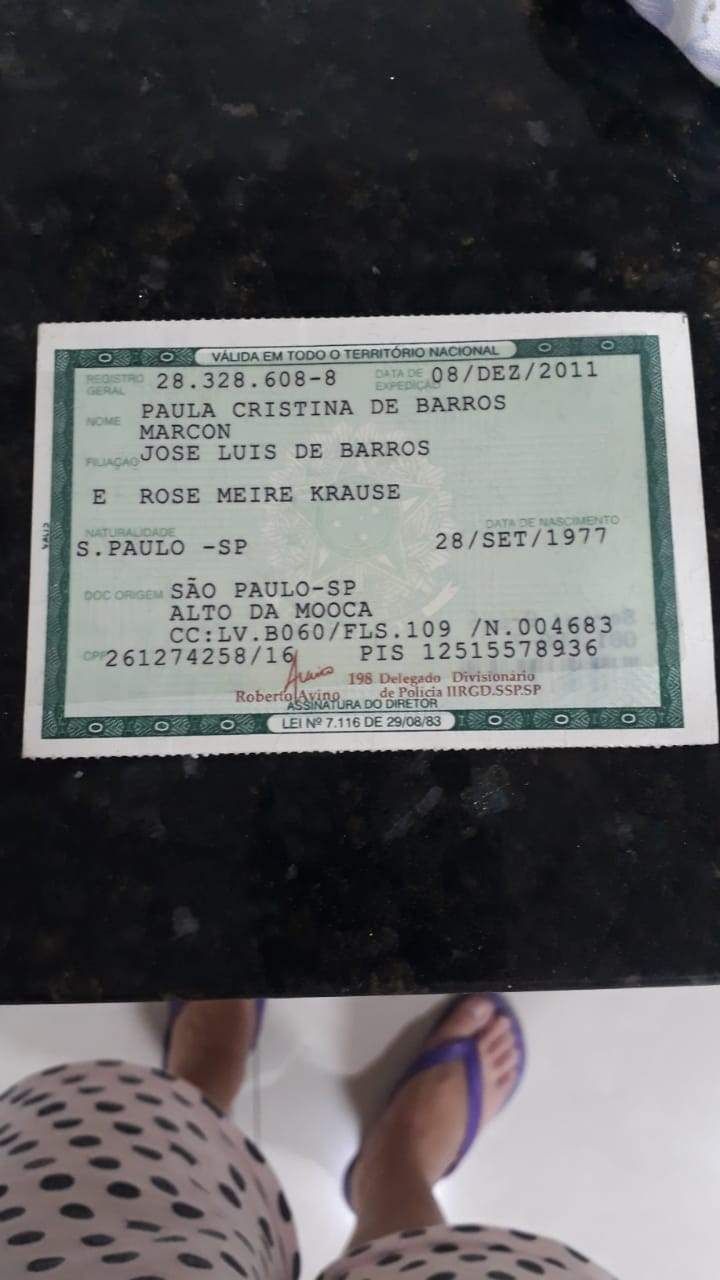 VÁLIDA EM TODO O TERRITÓRIO NACIONAL
REGISTRO GERAL 28.328.608-8 DATA DE EXPEDIÇÃO 08/DEZ/2011
NOME PAULA CRISTINA DE BARROS
MARCON
FILIAÇÃO JOSE LUIS DE BARROS
E ROSE MEIRE KRAUSE
NATURALIDADE DATA DE NASCIMENTO
S.PAULO -SP 28/SET/1977
DOC ORIGEM SÃO PAULO-SP
ALTO DA MOOCA
CC:LV.B060/FLS.109 /N.004683
CPF 261274258/16 PIS 12515578936
198 Delegado Divisionário
Roberto Avino de Polícia IIRGD.SSP.SP
ASSINATURA DO DIRETOR
LEI Nº 7.116 DE 29/08/83